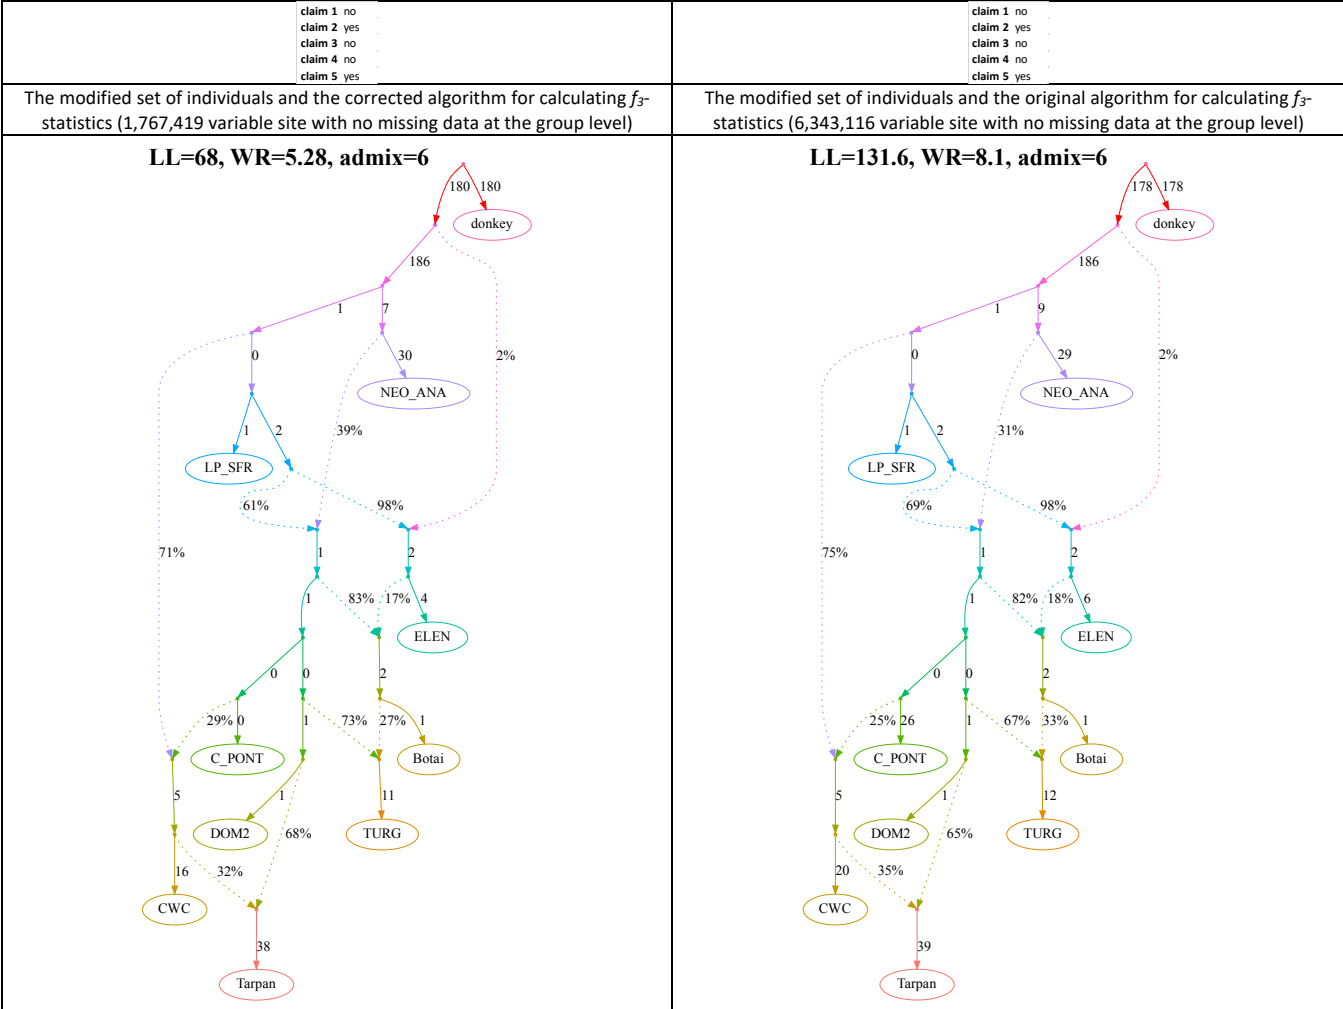 claim 1 no
claim 2 yes
claim 3 no
claim 4 no
claim 5 yes
claim 1 no
claim 2 yes
claim 3 no
claim 4 no
claim 5 yes
The modified set of individuals and the corrected algorithm for calculating f3-
statistics (1,767,419 variable site with no missing data at the group level)
The modified set of individuals and the original algorithm for calculating f3-
statistics (6,343,116 variable site with no missing data at the group level)
LL=68, WR=5.28, admix=6
180 180
donkey
186
1 7
0 30 2%
NEO_ANA
1 2 39%
LP_SFR
61% 98%
71% 1 2
1 83% 17% 4
ELEN
0 0 2
29% 0 1 73% 27% 1
C_PONT Botai
5 1 11
DOM2 68% TURG
16 32%
CWC
38
Tarpan
LL=131.6, WR=8.1, admix=6
178 178
donkey
186
1 9
0 29 2%
NEO_ANA
1 2 31%
LP_SFR
69% 98%
75% 1 2
1 82% 18% 6
ELEN
0 0 2
25% 26 1 67% 33% 1
C_PONT Botai
5 1 12
DOM2 65% TURG
20 35%
CWC
39
Tarpan